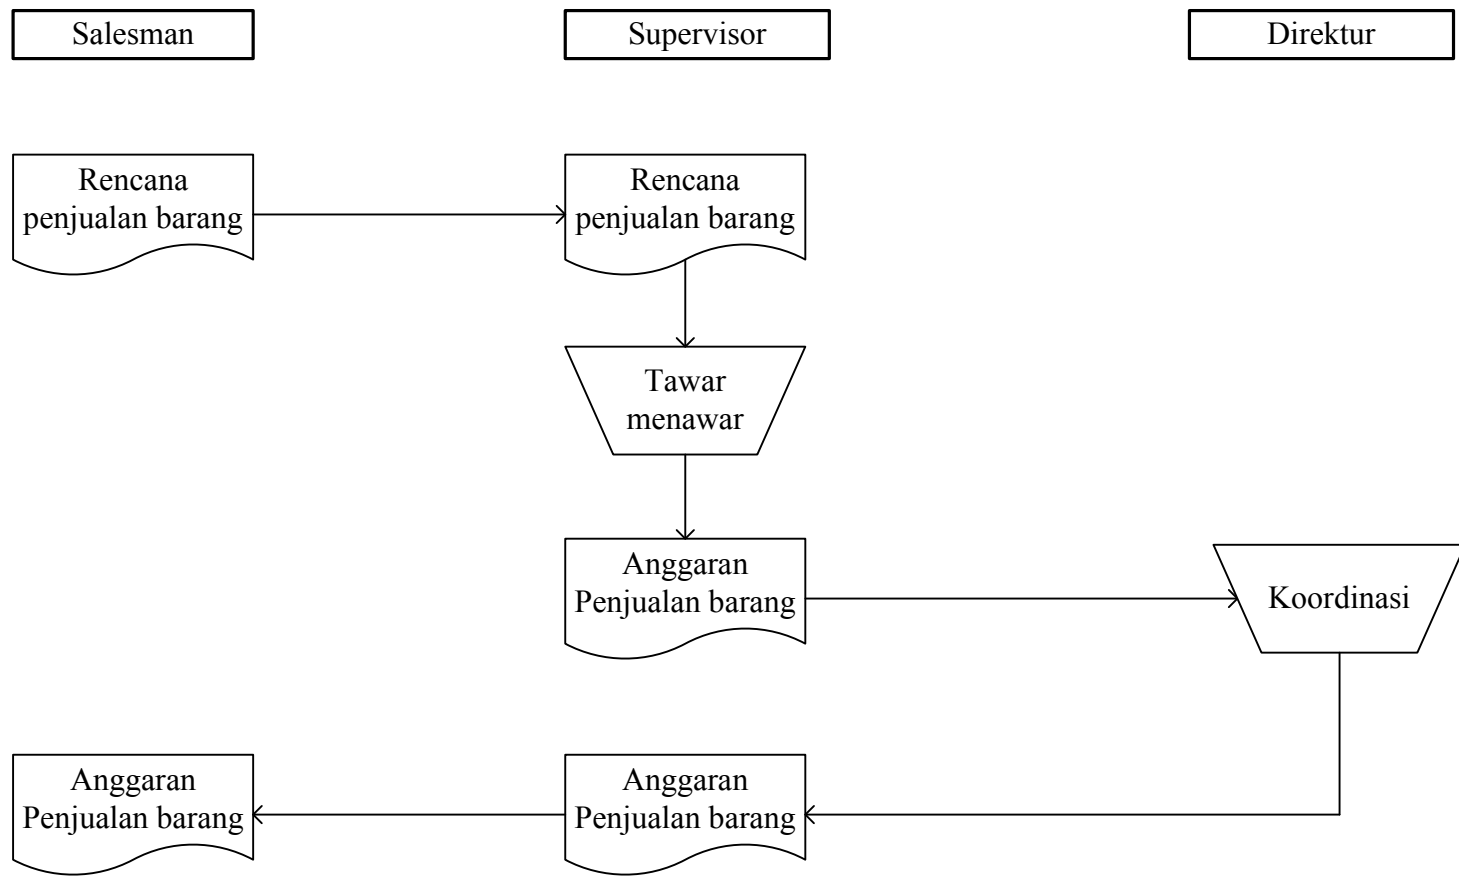 Salesman
Supervisor
Direktur
Rencana
penjualan barang
Rencana
penjualan barang
Tawar
menawar
Anggaran
Penjualan barang
Koordinasi
Anggaran
Penjualan barang
Anggaran
Penjualan barang